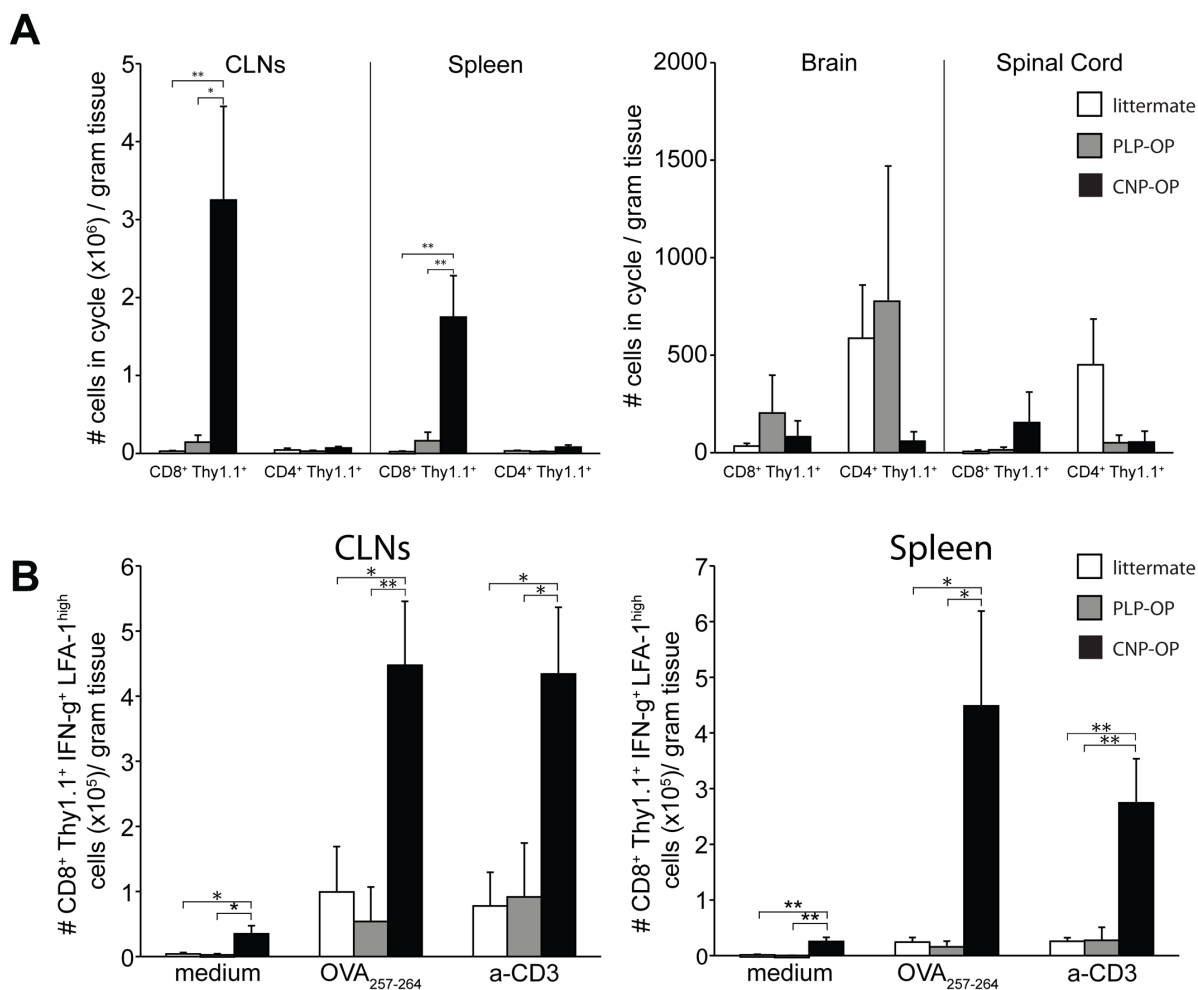 A
CLNs
Spleen
# cells in cycle (x10⁶) / gram tissue
5
4
3
2
1
0
**
*
**
**
CD8⁺ Thy1.1⁺
CD4⁺ Thy1.1⁺
CD8⁺ Thy1.1⁺
CD4⁺ Thy1.1⁺
Brain
Spinal Cord
# cells in cycle / gram tissue
2000
1500
1000
500
0
CD8⁺ Thy1.1⁺
CD4⁺ Thy1.1⁺
CD8⁺ Thy1.1⁺
CD4⁺ Thy1.1⁺
littermate
PLP-OP
CNP-OP
B
CLNs
# CD8⁺ Thy1.1⁺ IFN-g⁺ LFA-1ʰⁱᵍʰ
cells (x10⁵)/ gram tissue
6
5
4
3
2
1
0
*
*
*
**
*
*
medium
OVA₂₅₇₋₂₆₄
a-CD3
Spleen
# CD8⁺ Thy1.1⁺ IFN-g⁺ LFA-1ʰⁱᵍʰ
cells (x10⁵)/ gram tissue
7
6
5
4
3
2
1
0
**
**
*
*
**
**
medium
OVA₂₅₇₋₂₆₄
a-CD3
littermate
PLP-OP
CNP-OP